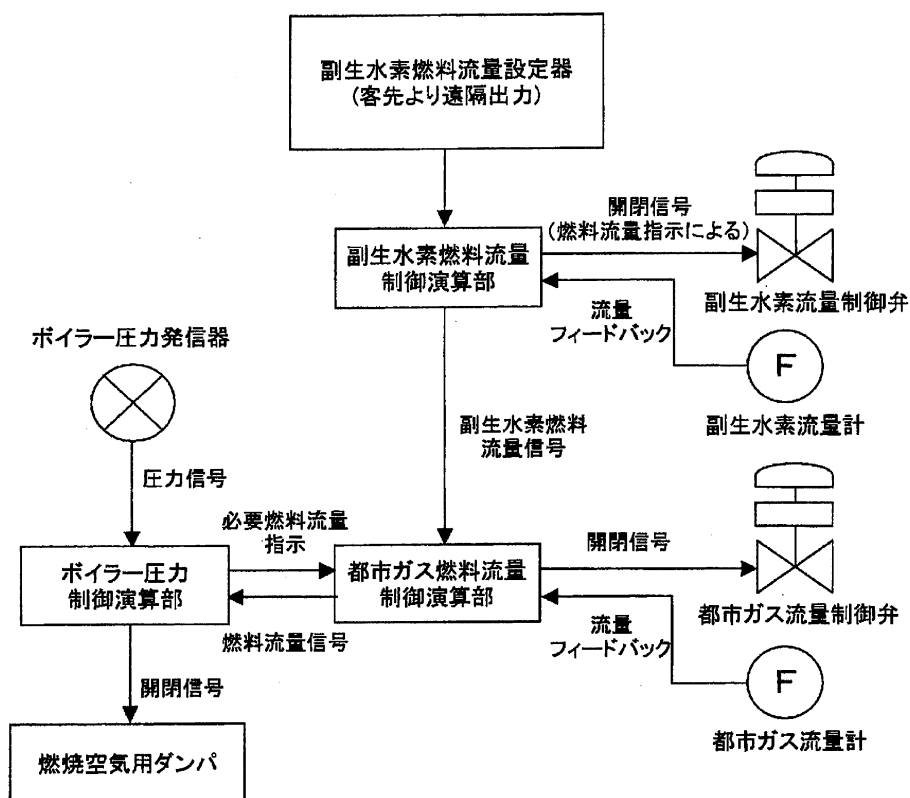 副生水素燃料流量設定器
(客先より遠隔出力)
開閉信号
(燃料流量指示による)
副生水素燃料流量
制御演算部
副生水素流量制御弁
流量
フィードバック
F
副生水素流量計
ボイラー圧力発信器
副生水素燃料
流量信号
圧力信号
必要燃料流量
指示
開閉信号
ボイラー圧力
制御演算部
都市ガス燃料流量
制御演算部
都市ガス流量制御弁
燃料流量信号
流量
フィードバック
F
都市ガス流量計
開閉信号
燃焼空気用ダンパ